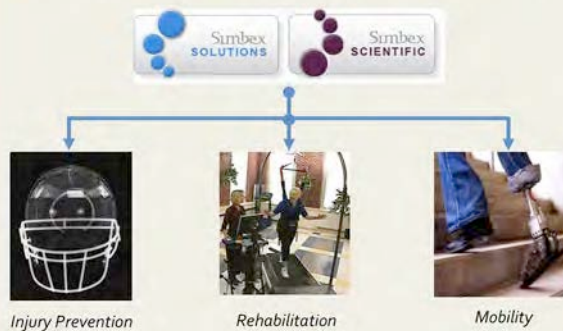 Simbex
SOLUTIONS
Simbex
SCIENTIFIC
Injury Prevention
Rehabilitation
Mobility